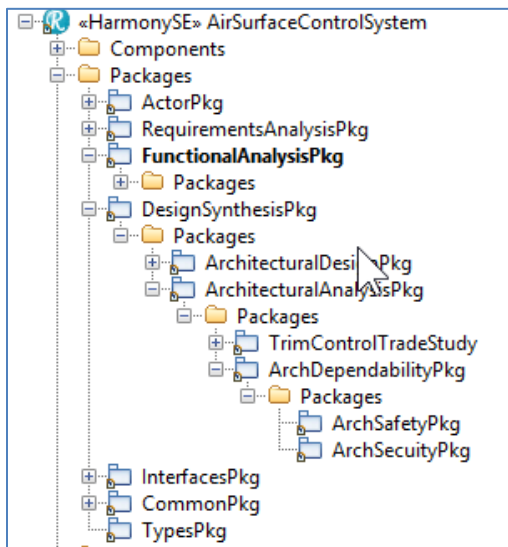 «HarmonySE» AirSurfaceControlSystem
Components
Packages
ActorPkg
RequirementsAnalysisPkg
FunctionalAnalysisPkg
Packages
DesignSynthesisPkg
Packages
ArchitecturalDesignPkg
ArchitecturalAnalysisPkg
Packages
TrimControlTradeStudy
ArchDependabilityPkg
Packages
ArchSafetyPkg
ArchSecuityPkg
InterfacesPkg
CommonPkg
TypesPkg